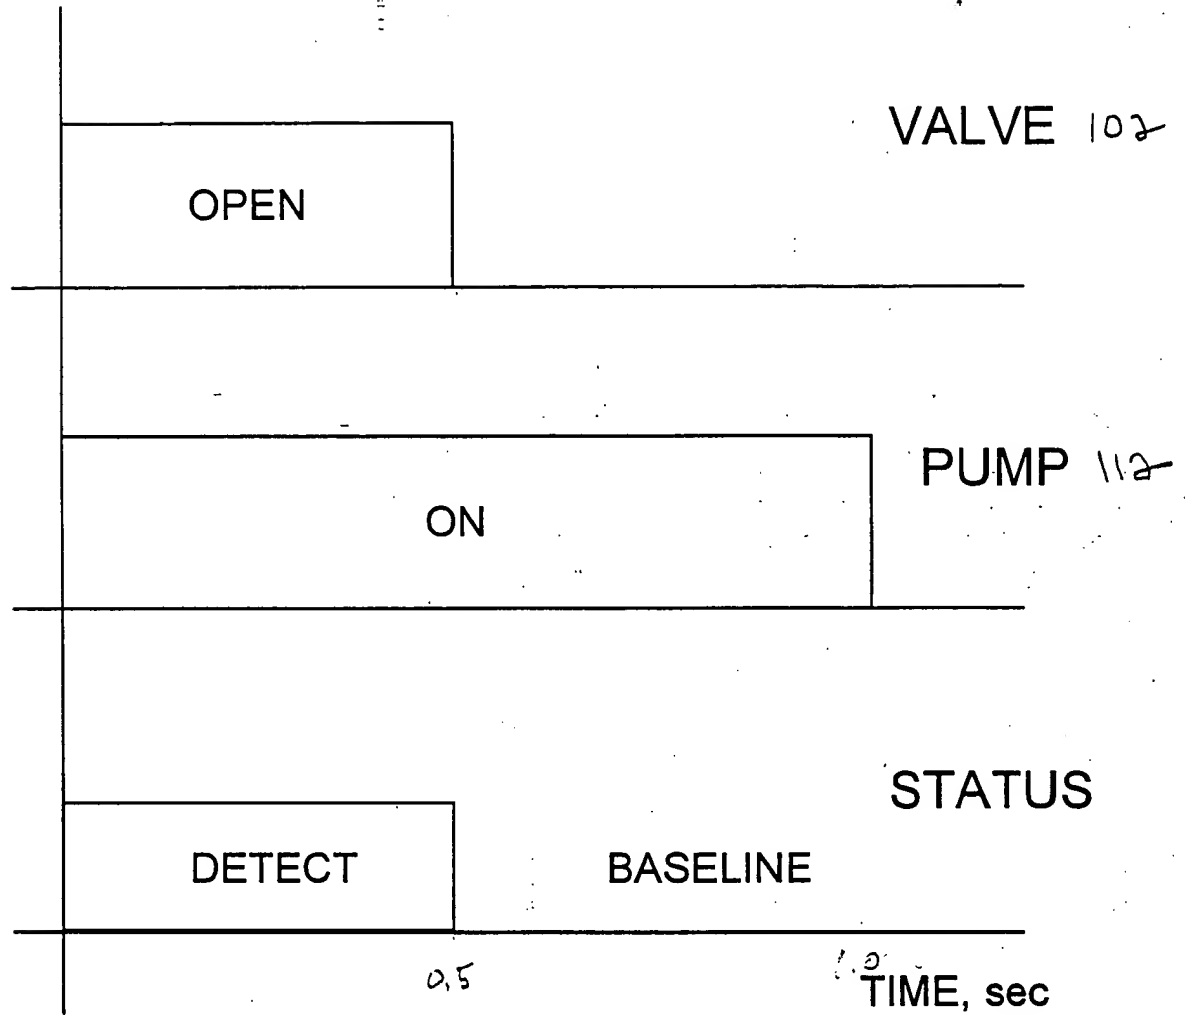 VALVE 102
OPEN
PUMP 112
ON
STATUS
DETECT BASELINE
0.5 1.0
TIME, sec